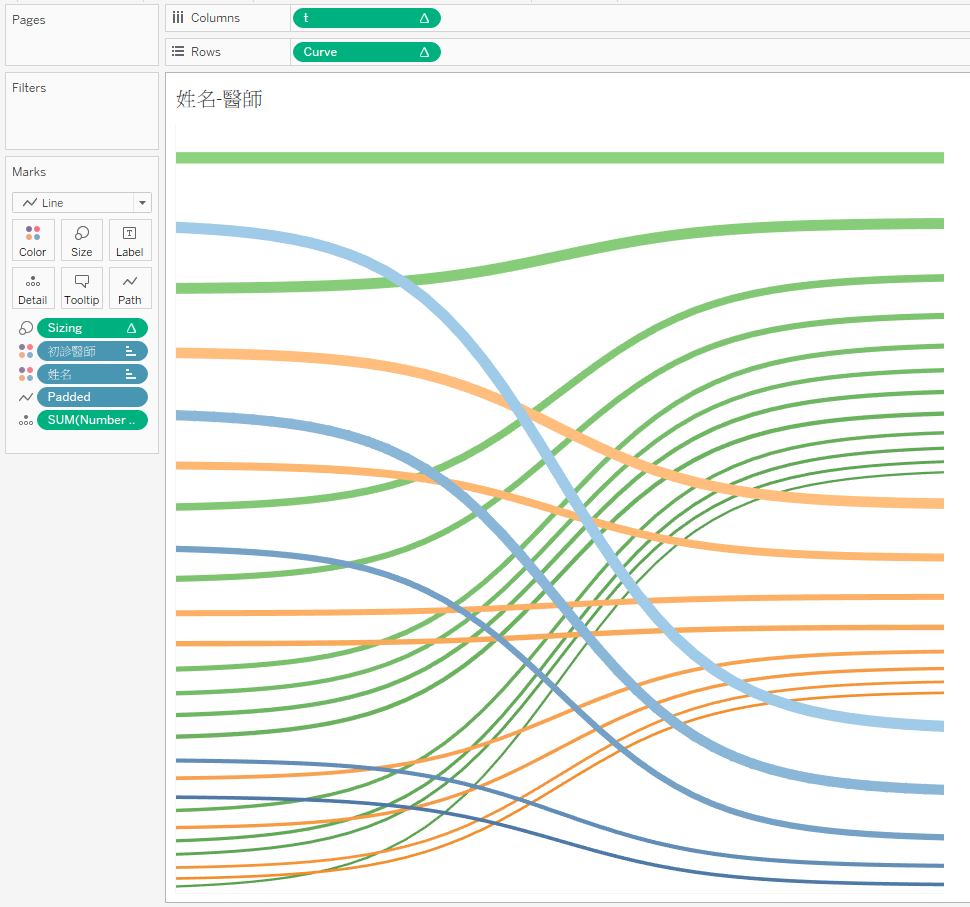 Pages
Columns
t
Rows
Curve
Filters
姓名-醫師
Marks
Line
Color
Size
Label
T
Detail
Tooltip
Path
Sizing
初診醫師
姓名
Padded
SUM(Number ..